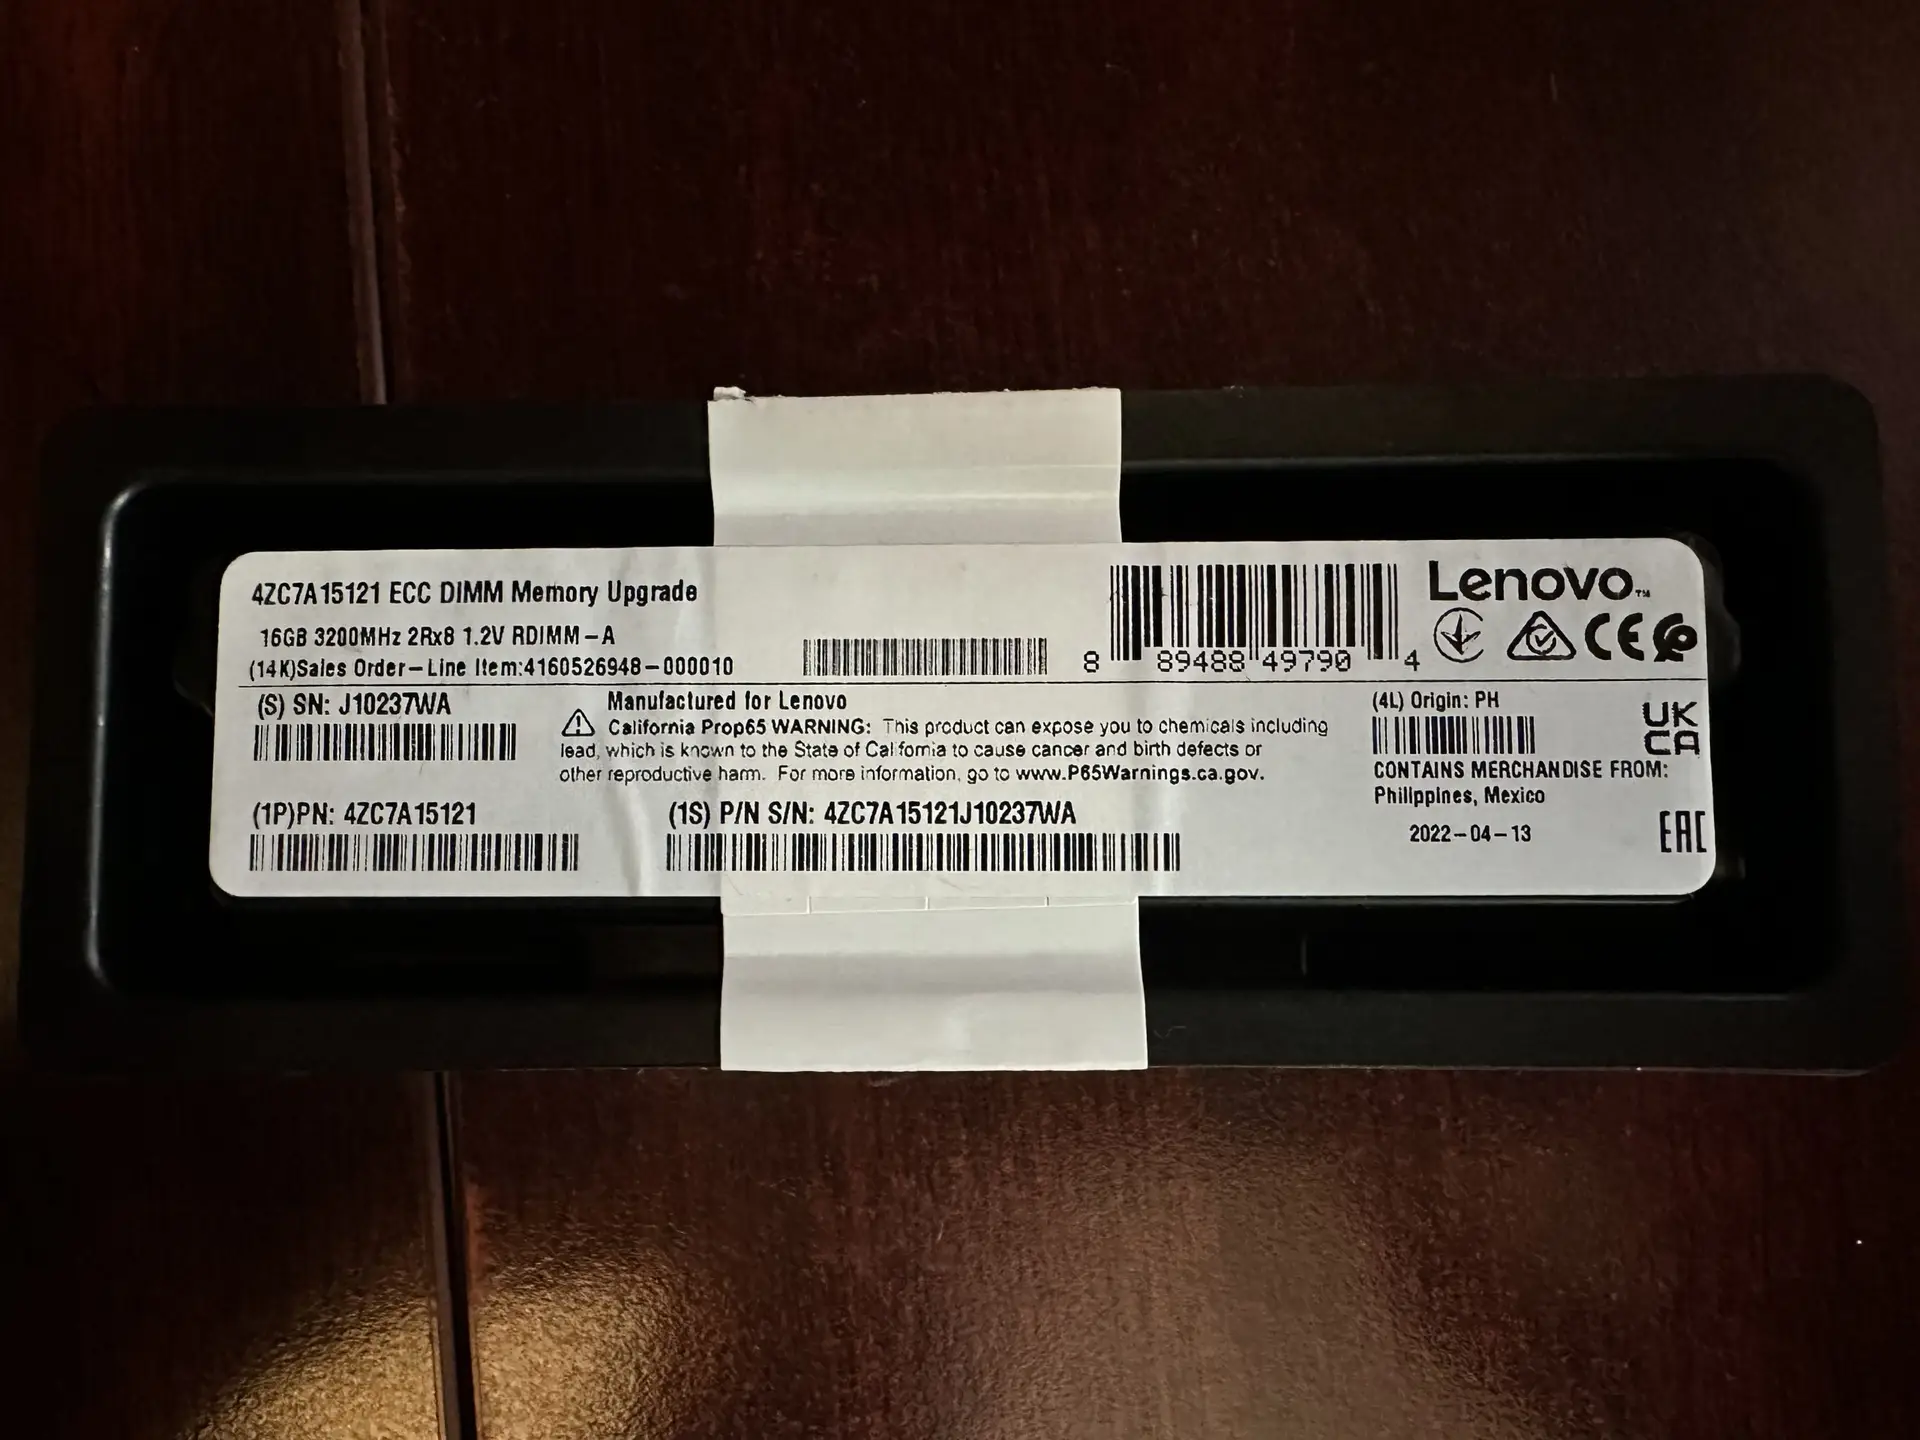 4ZC7A15121 ECC DIMM Memory Upgrade
16GB 3200MHz 2Rx8 1.2V RDIMM-A
(14K)Sales Order-Line Item:4160526948-000010
8 89488 49790 4
Lenovo™
CE
(S) SN: J10237WA
Manufactured for Lenovo
California Prop65 WARNING: This product can expose you to chemicals including
lead, which is known to the State of California to cause cancer and birth defects or
other reproductive harm. For more information, go to www.P65Warnings.ca.gov.
(4L) Origin: PH
UK
CA
CONTAINS MERCHANDISE FROM:
Philippines, Mexico
2022-04-13
EAC
(1P)PN: 4ZC7A15121
(1S) P/N S/N: 4ZC7A15121J10237WA